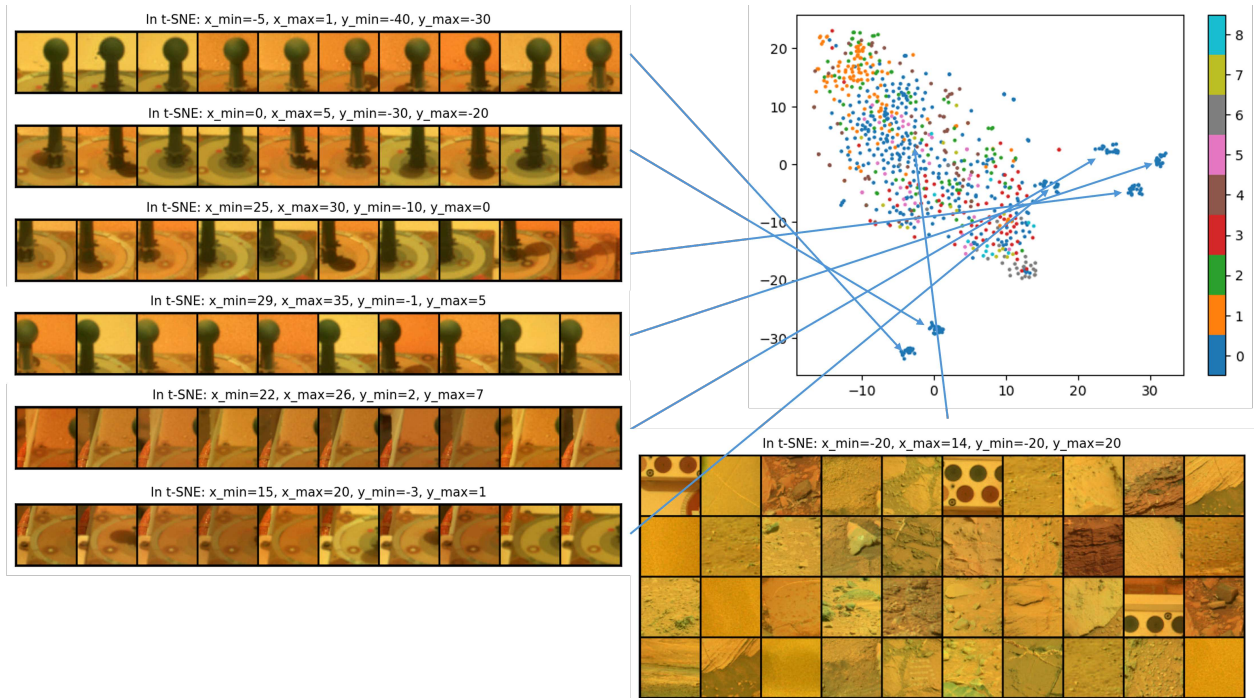 In t-SNE: x_min=-5, x_max=1, y_min=-40, y_max=-30
In t-SNE: x_min=0, x_max=5, y_min=-30, y_max=-20
In t-SNE: x_min=25, x_max=30, y_min=-10, y_max=0
In t-SNE: x_min=29, x_max=35, y_min=-1, y_max=5
In t-SNE: x_min=22, x_max=26, y_min=2, y_max=7
In t-SNE: x_min=15, x_max=20, y_min=-3, y_max=1
20
10
0
−10
−20
−30
−10 0 10 20 30
8
7
6
5
4
3
2
1
0
In t-SNE: x_min=-20, x_max=14, y_min=-20, y_max=20